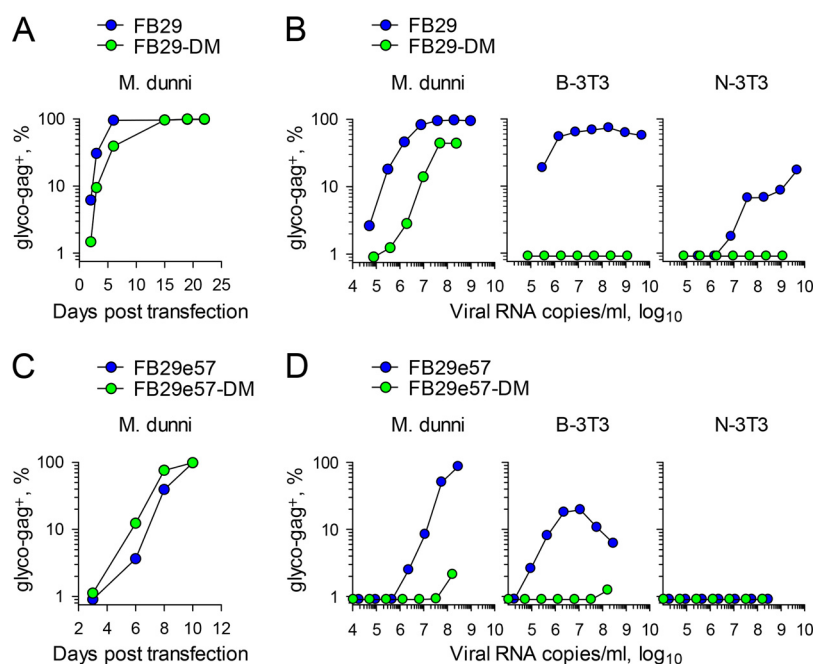 A
FB29
FB29-DM
M. dunni
glyco-gag⁺, %
100
10
1
0 5 10 15 20 25
Days post transfection
B
FB29
FB29-DM
M. dunni
B-3T3
N-3T3
glyco-gag⁺, %
100
10
1
4 5 6 7 8 9 10
5 6 7 8 9 10
5 6 7 8 9 10
Viral RNA copies/ml, log₁₀
C
FB29e57
FB29e57-DM
M. dunni
glyco-gag⁺, %
100
10
1
2 4 6 8 10 12
Days post transfection
D
FB29e57
FB29e57-DM
M. dunni
B-3T3
N-3T3
glyco-gag⁺, %
100
10
1
4 5 6 7 8 9 10
5 6 7 8 9 10
5 6 7 8 9 10
Viral RNA copies/ml, log₁₀